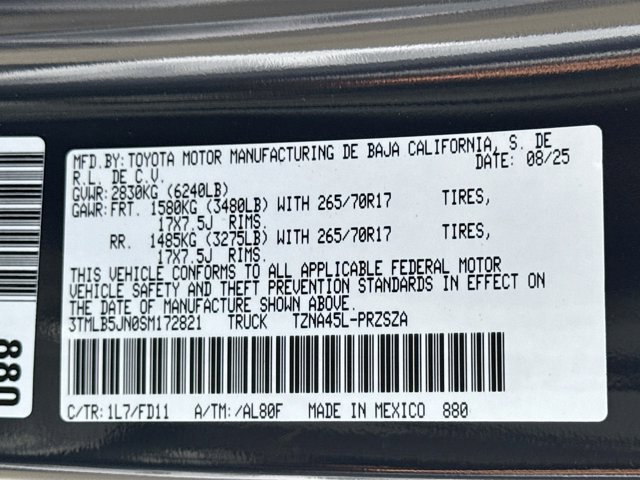 MFD.BY: TOYOTA MOTOR MANUFACTURING DE BAJA CALIFORNIA, S. DE
R.L. DE C.V. DATE: 08/25
GVWR: 2830KG (6240LB)
GAWR: FRT. 1580KG (3480LB) WITH 265/70R17 TIRES,
17X7.5J RIMS.
RR. 1485KG (3275LB) WITH 265/70R17 TIRES,
17X7.5J RIMS.
THIS VEHICLE CONFORMS TO ALL APPLICABLE FEDERAL MOTOR
VEHICLE SAFETY AND THEFT PREVENTION STANDARDS IN EFFECT ON
THE DATE OF MANUFACTURE SHOWN ABOVE.
3TMLB5JN0SM172821 TRUCK TZNA45L-PRZSZA
C/TR: 1L7/FD11 A/TM: /AL80F MADE IN MEXICO 880
880